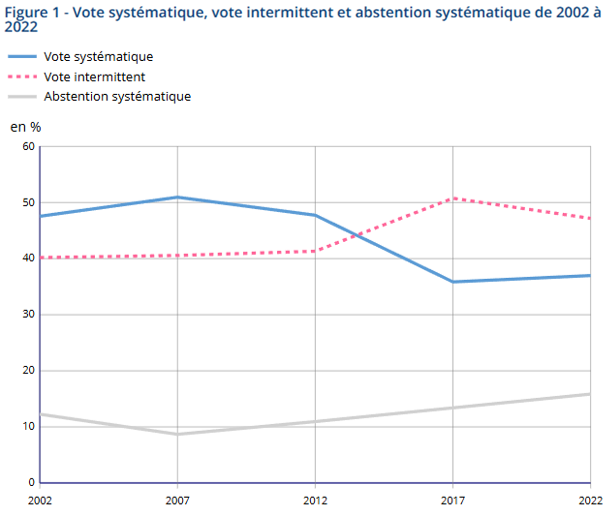 Figure 1 - Vote systématique, vote intermittent et abstention systématique de 2002 à
2022
Vote systématique
Vote intermittent
Abstention systématique
en %
60
50
40
30
20
10
0
2002 2007 2012 2017 2022